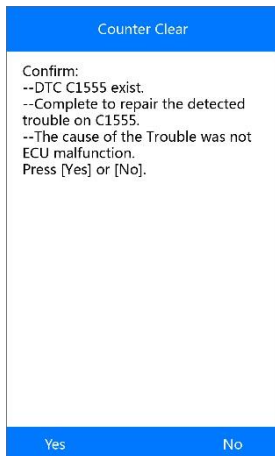 Counter Clear
Confirm:
--DTC C1555 exist.
--Complete to repair the detected
trouble on C1555.
--The cause of the Trouble was not
ECU malfunction.
Press [Yes] or [No].
Yes
No